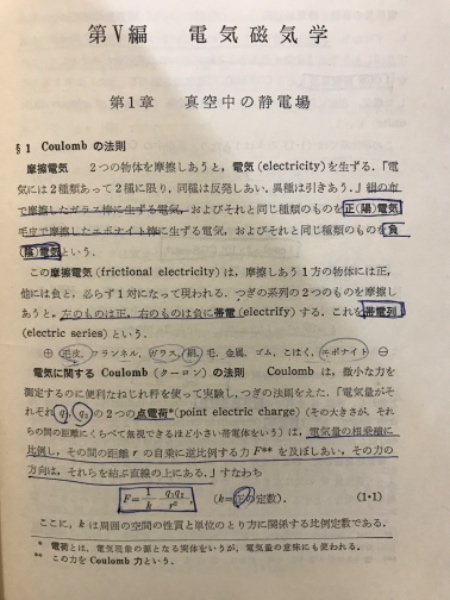 第Ⅴ編　電気磁気学
第1章　真空中の静電場
§1 Coulomb の法則
摩擦電気　2つの物体を摩擦しあうと，電気 (electricity) を生ずる．「電
気には2種類あって2種に限り，同種は反発しあい，異種は引きあう．」絹の布
で摩擦したガラス棒に生ずる電気，およびそれと同じ種類のものを正(陽)電気
毛皮で摩擦したエボナイト棒に生ずる電気，およびそれと同じ種類のものを負
(陰)電気という．
この摩擦電気 (frictional electricity) は，摩擦しあう1方の物体には正，
他には負と，必らず1対になって現われる．つぎの系列の2つのものを摩擦し
あうと，左のものは正，右のものは負に帯電 (electrify) する．これを帯電列
(electric series) という．
⊕ 毛皮，フランネル，ガラス，絹，毛，金属，ゴム，こはく，エボナイト ⊖
電気に関する Coulomb (クーロン) の法則　Coulomb は，微小な力を
測定するのに便利なねじれ秤を使って実験し，つぎの法則をえた．「電気量がそ
れぞれ q₁, q₂ の2つの点電荷*(point electric charge) (その大きさが，それ
らの間の距離にくらべて無視できるほど小さい帯電体をいう) は，電気量の相乗積に
比例し，その間の距離 r の自乗に逆比例する力 F** を及ぼしあい，その力の
方向は，それらを結ぶ直線の上にある．」すなわち
F = 1/k q₁q₂/r², (k=正の定数). (1·1)
ここに，k は周囲の空間の性質と単位のとり方に関係する比例定数である．
* 電荷とは，電気現象の源となる実体をいうが，電気量の意味にも使われる．
** この力を Coulomb 力という．